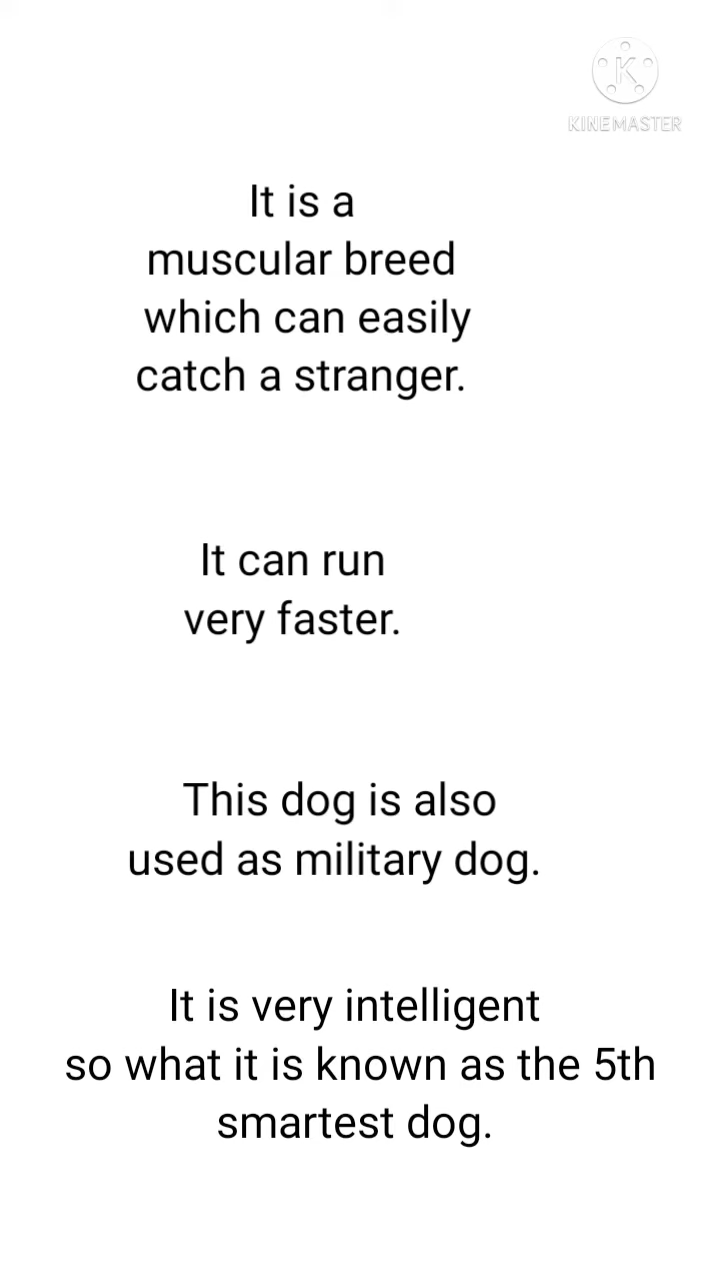 KINEMASTER
It is a
muscular breed
which can easily
catch a stranger.
It can run
very faster.
This dog is also
used as military dog.
It is very intelligent
so what it is known as the 5th
smartest dog.